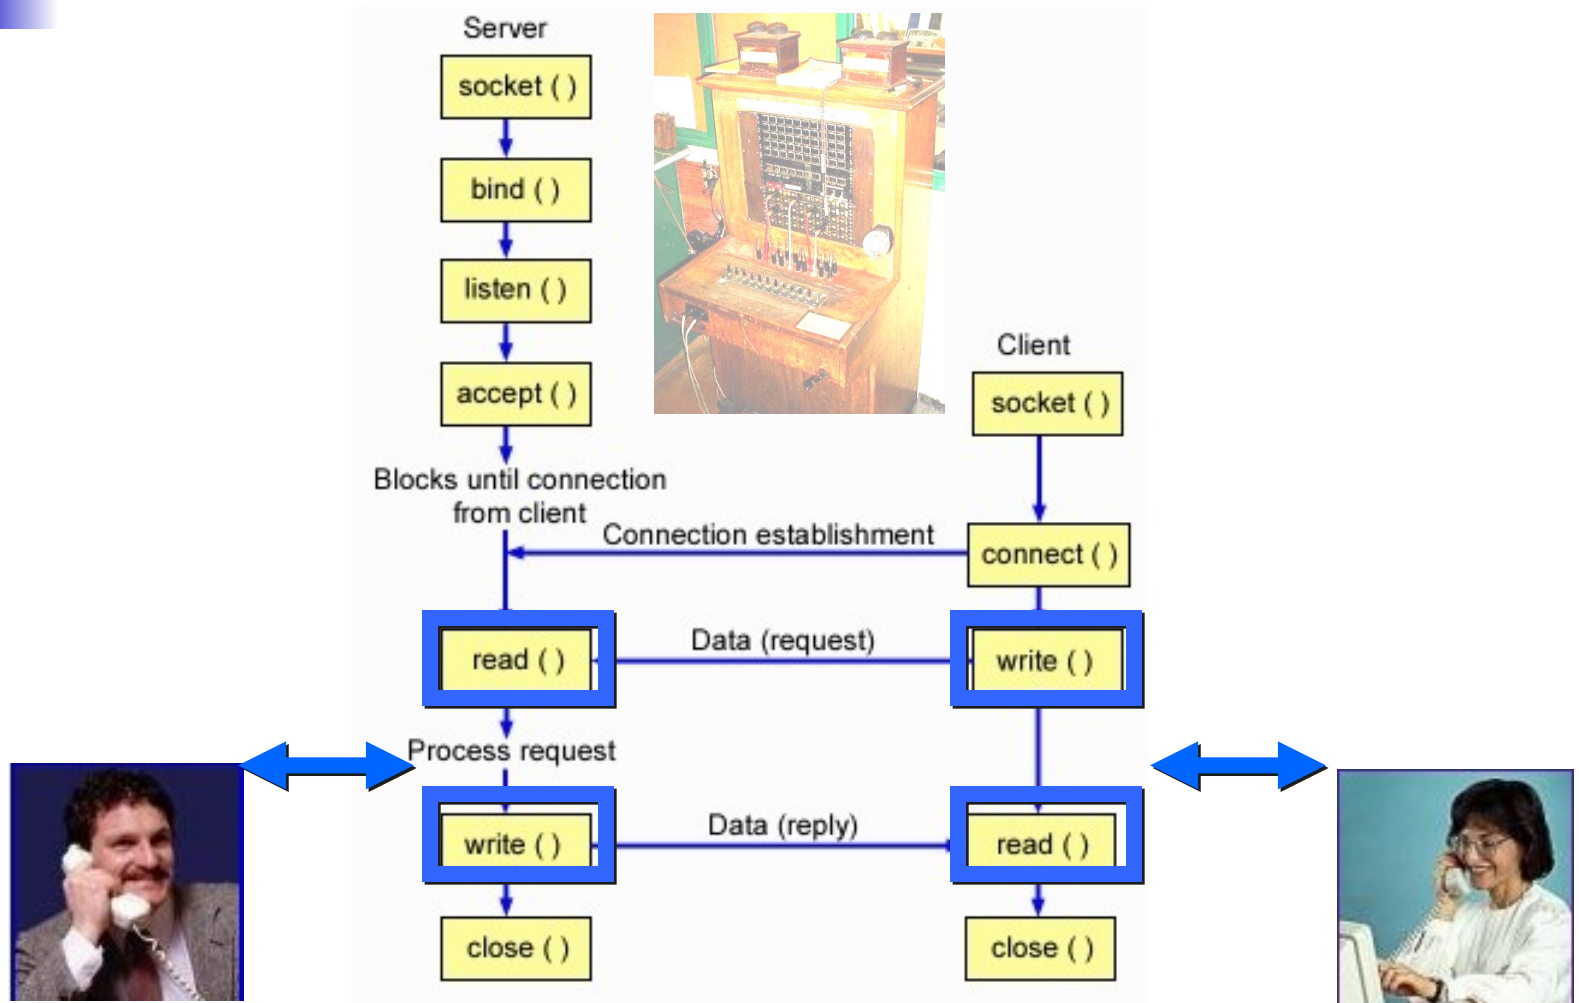 Server
socket ( )
bind ( )
listen ( )
accept ( )
Blocks until connection
from client
Client
socket ( )
Connection establishment
connect ( )
read ( )
Data (request)
write ( )
Process request
write ( )
Data (reply)
read ( )
close ( )
close ( )